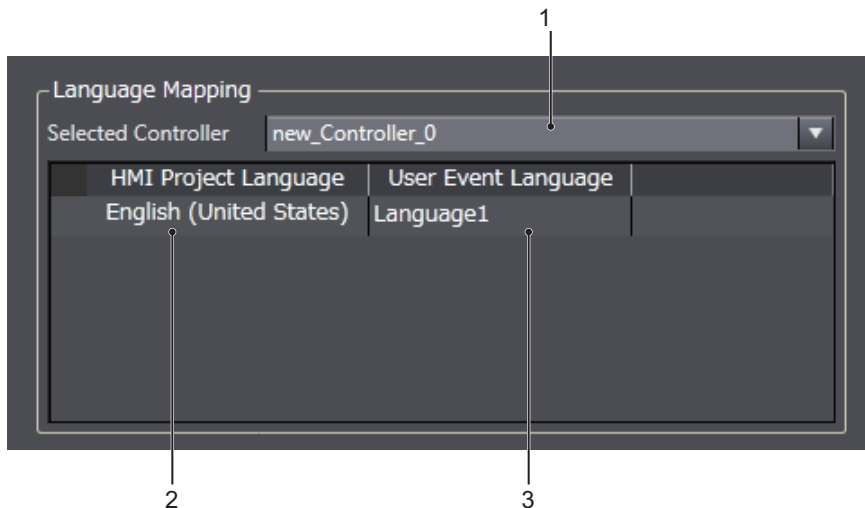 1
Language Mapping
Selected Controller new_Controller_0
HMI Project Language User Event Language
English (United States) Language1
2 3